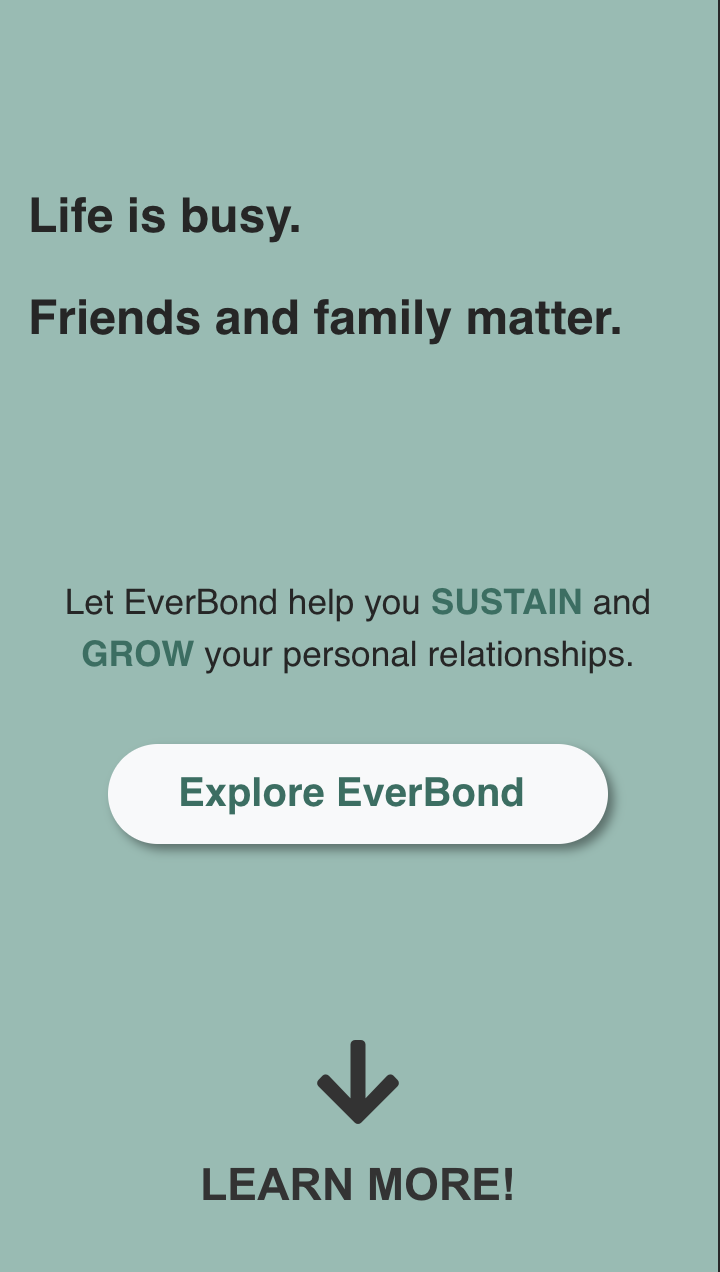 Life is busy.
Friends and family matter.
Let EverBond help you SUSTAIN and
GROW your personal relationships.
Explore EverBond
LEARN MORE!